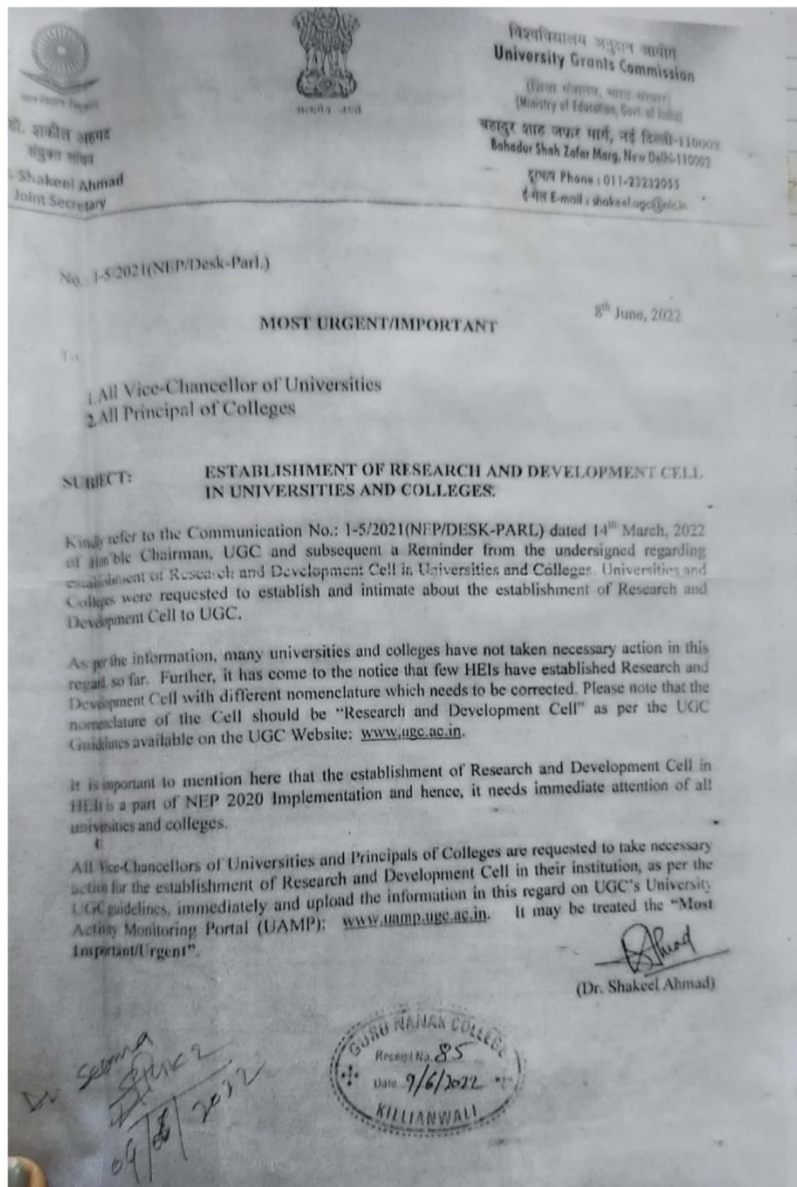 विश्वविद्यालय अनुदान आयोग
University Grants Commission
(शिक्षा मंत्रालय, भारत सरकार)
(Ministry of Education, Govt. of India)
बहादुर शाह जफर मार्ग, नई दिल्ली-110002
Bahadur Shah Zafar Marg, New Delhi-110002
दूरभाष Phone : 011-23232055
ई-मेल E-mail : shakeel.ugc@nic.in
सत्यमेव जयते
डॉ. शकील अहमद
संयुक्त सचिव
. Shakeel Ahmad
Joint Secretary
No. 1-5/2021(NEP/Desk-Parl.)
8th June, 2022
MOST URGENT/IMPORTANT
To,
1.All Vice-Chancellor of Universities
2.All Principal of Colleges
SUBJECT: ESTABLISHMENT OF RESEARCH AND DEVELOPMENT CELL
IN UNIVERSITIES AND COLLEGES.
Kindly refer to the Communication No.: 1-5/2021(NEP/DESK-PARL) dated 14th March, 2022
of Hon'ble Chairman, UGC and subsequent a Reminder from the undersigned regarding
establishment of Research and Development Cell in Universities and Colleges. Universities and
Colleges were requested to establish and intimate about the establishment of Research and
Development Cell to UGC.
As per the information, many universities and colleges have not taken necessary action in this
regard so far. Further, it has come to the notice that few HEIs have established Research and
Development Cell with different nomenclature which needs to be corrected. Please note that the
nomenclature of the Cell should be “Research and Development Cell” as per the UGC
Guidelines available on the UGC Website: www.ugc.ac.in.
It is important to mention here that the establishment of Research and Development Cell in
HEIs is a part of NEP 2020 Implementation and hence, it needs immediate attention of all
universities and colleges.
All Vice-Chancellors of Universities and Principals of Colleges are requested to take necessary
action for the establishment of Research and Development Cell in their institution, as per the
UGC guidelines, immediately and upload the information in this regard on UGC's University
Activity Monitoring Portal (UAMP): www.uamp.ugc.ac.in. It may be treated the “Most
Important/Urgent”.
(Dr. Shakeel Ahmad)
GURU NANAK COLLEGE
Receipt No. 85
Date 9/6/2022
KILLIANWALI
Dr Seema